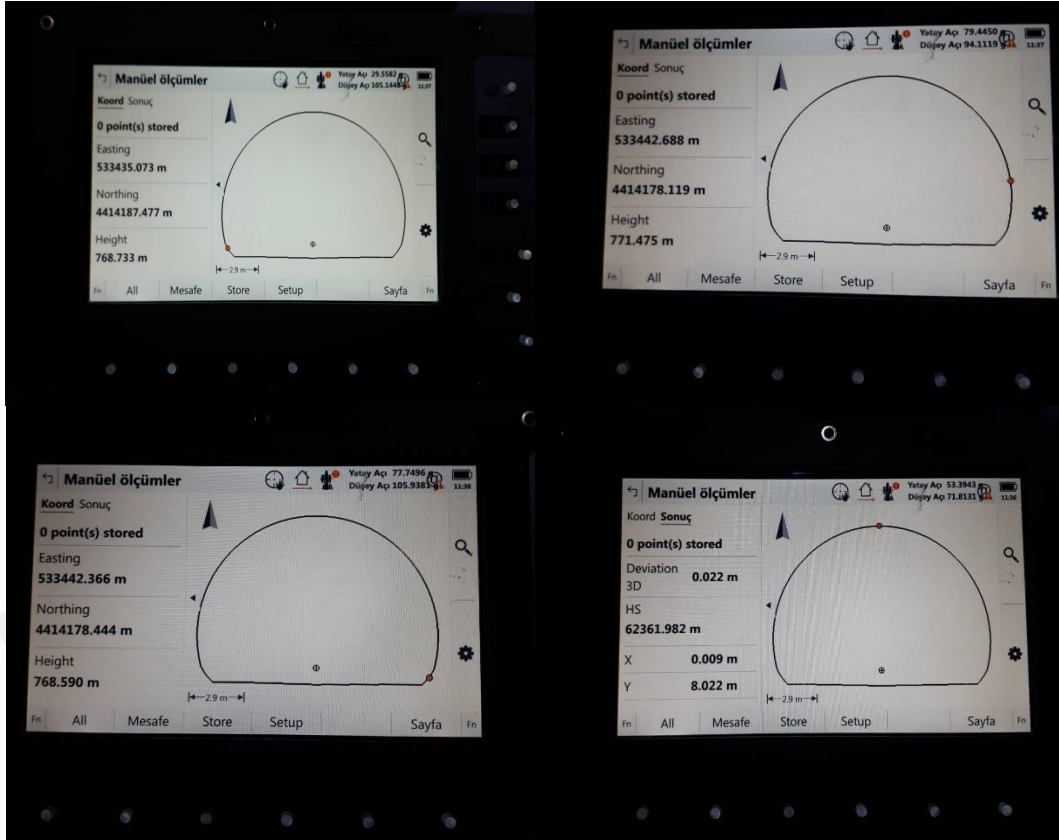 Leica
Manüel ölçümler
Yatay Açı 29.5582
Düşey Açı 105.1448
11:37
Koord Sonuç
0 point(s) stored
Easting
533435.073 m
Northing
4414187.477 m
Height
768.733 m
2.9 m
Fn All Mesafe Store Setup Sayfa Fn
Manüel ölçümler
Yatay Açı 79.4450
Düşey Açı 94.1119
11:37
Koord Sonuç
0 point(s) stored
Easting
533442.688 m
Northing
4414178.119 m
Height
771.475 m
2.9 m
Fn All Mesafe Store Setup Sayfa Fn
Manüel ölçümler
Yatay Açı 77.7496
Düşey Açı 105.9383
11:38
Koord Sonuç
0 point(s) stored
Easting
533442.366 m
Northing
4414178.444 m
Height
768.590 m
2.9 m
Fn All Mesafe Store Setup Sayfa Fn
Manüel ölçümler
Yatay Açı 53.3943
Düşey Açı 71.8131
11:36
Koord Sonuç
0 point(s) stored
Deviation
3D 0.022 m
HS
62361.982 m
X 0.009 m
Y 8.022 m
2.9 m
Fn All Mesafe Store Setup Sayfa Fn